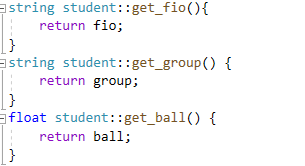 string student::get_fio(){
    return fio;
}
string student::get_group() {
    return group;
}
float student::get_ball() {
    return ball;
}